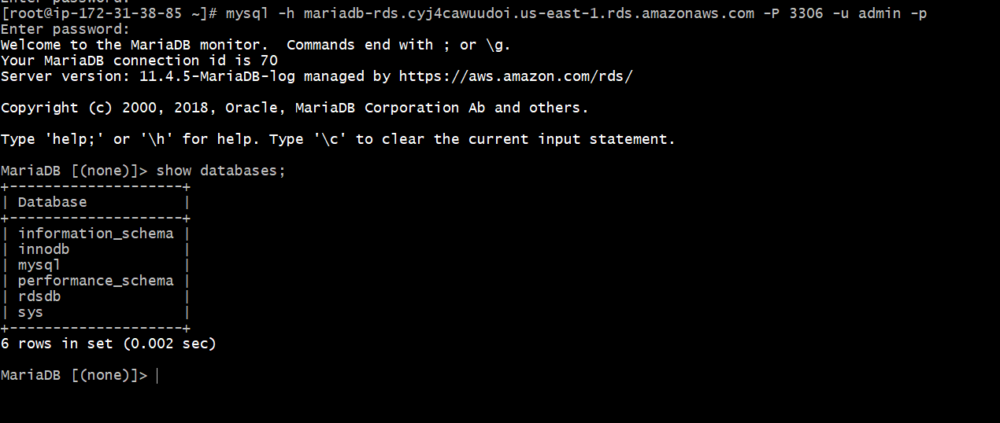 Enter password:
[root@ip-172-31-38-85 ~]# mysql -h mariadb-rds.cyj4cawuudoi.us-east-1.rds.amazonaws.com -P 3306 -u admin -p
Enter password:
Welcome to the MariaDB monitor.  Commands end with ; or \g.
Your MariaDB connection id is 70
Server version: 11.4.5-MariaDB-log managed by https://aws.amazon.com/rds/

Copyright (c) 2000, 2018, Oracle, MariaDB Corporation Ab and others.

Type 'help;' or '\h' for help. Type '\c' to clear the current input statement.

MariaDB [(none)]> show databases;
+--------------------+
| Database           |
+--------------------+
| information_schema |
| innodb             |
| mysql              |
| performance_schema |
| rdsdb              |
| sys                |
+--------------------+
6 rows in set (0.002 sec)

MariaDB [(none)]>